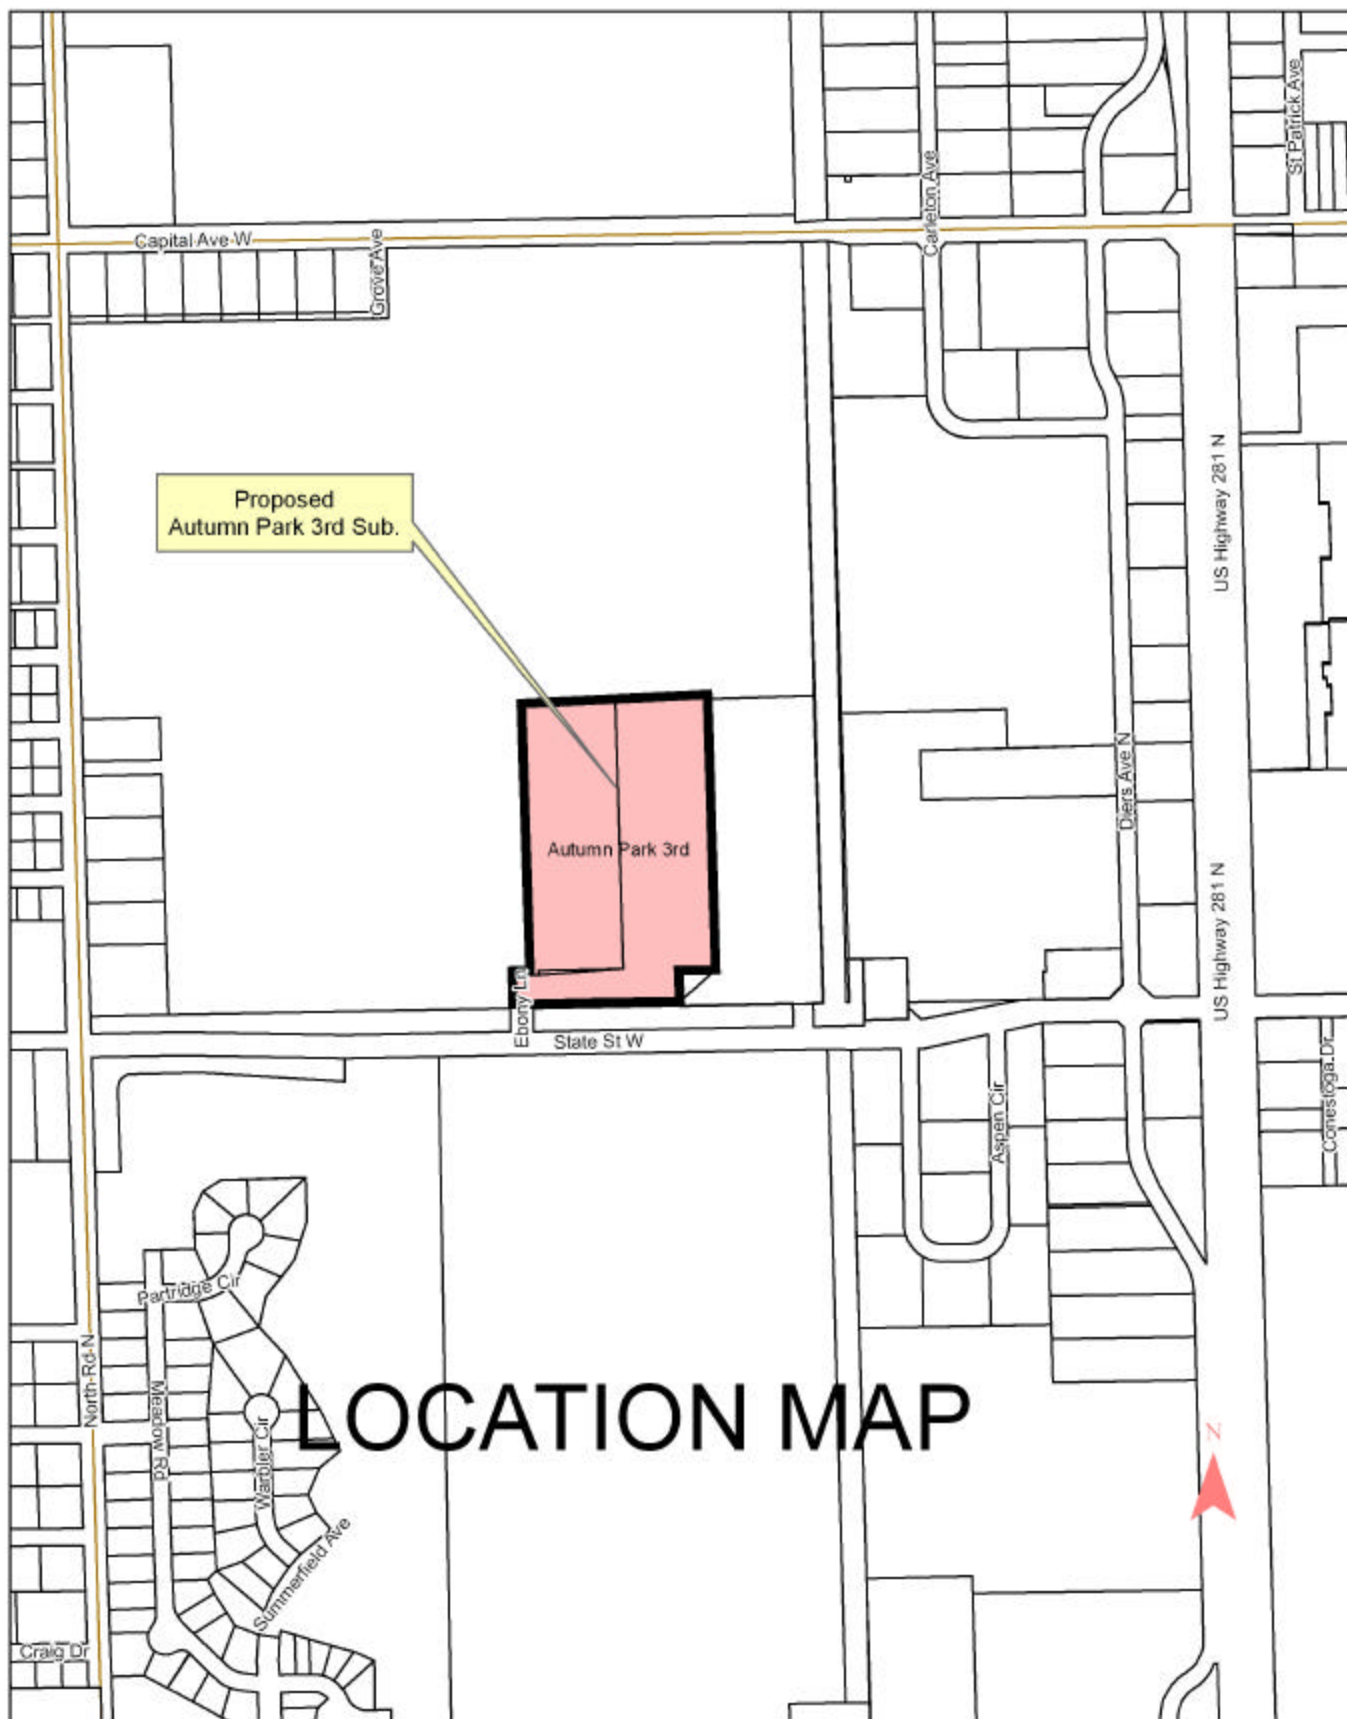 St Patrick Ave
Carleton Ave
Capital Ave W
Grove Ave
Proposed
Autumn Park 3rd Sub.
US Highway 281 N
Diers Ave N
Autumn Park 3rd
US Highway 281 N
Ebony Ln
State St W
Aspen Cir
Conestoga Dr
Partridge Cir
North Rd N
Meadow Rd
Warbler Cir
LOCATION MAP
N
Summerfield Ave
Craig Dr